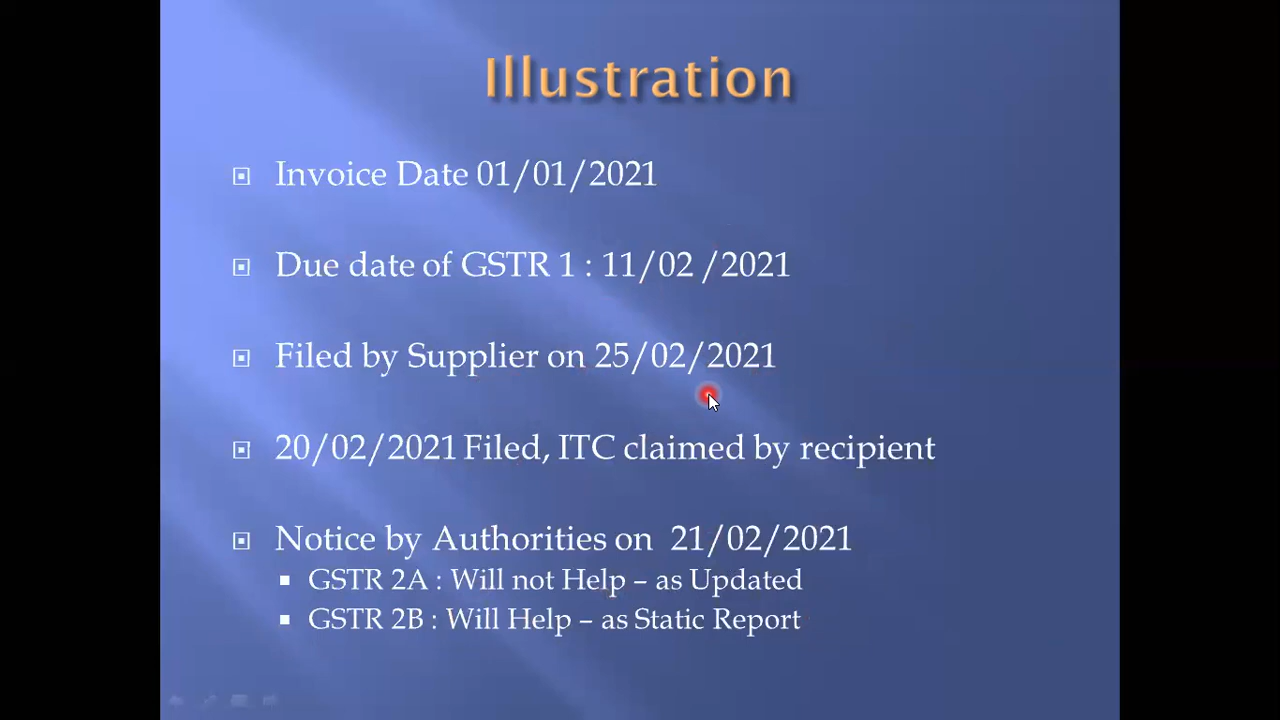 Illustration
Invoice Date 01/01/2021
Due date of GSTR 1 : 11/02 /2021
Filed by Supplier on 25/02/2021
20/02/2021 Filed, ITC claimed by recipient
Notice by Authorities on 21/02/2021
GSTR 2A : Will not Help – as Updated
GSTR 2B : Will Help – as Static Report